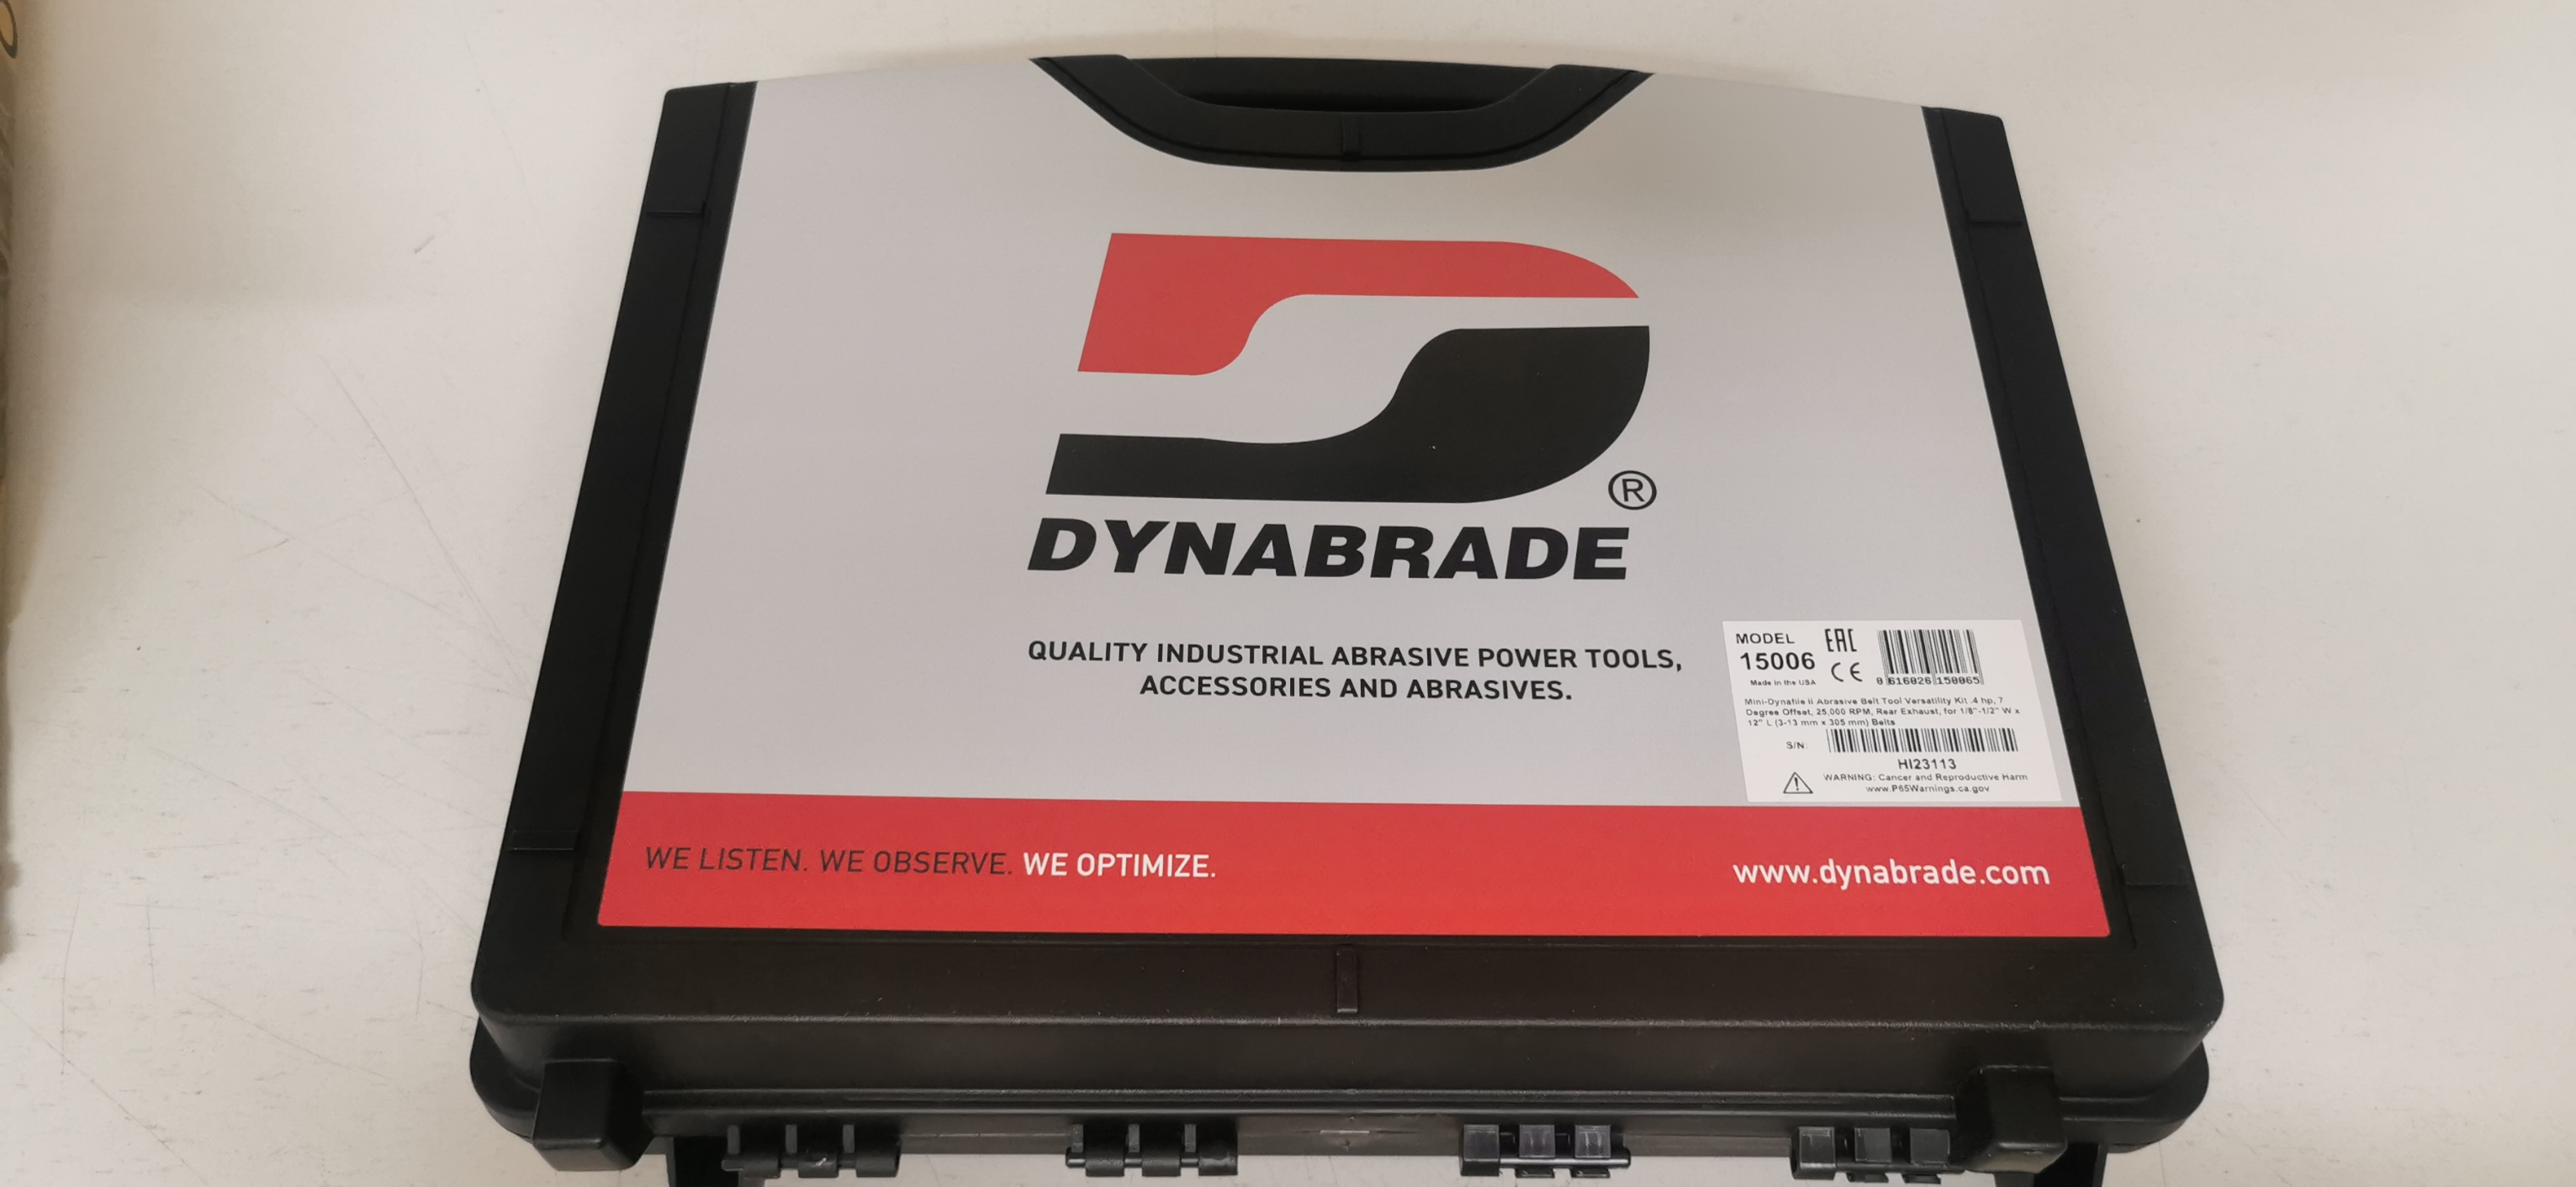 DYNABRADE
®
QUALITY INDUSTRIAL ABRASIVE POWER TOOLS,
ACCESSORIES AND ABRASIVES.
MODEL
15006
Made in the USA
EAC
CE
0 616026 150065
Mini-Dynafile II Abrasive Belt Tool Versatility Kit .4 hp, 7
Degree Offset, 25,000 RPM, Rear Exhaust, for 1/8"-1/2" W x
12" L (3-13 mm x 305 mm) Belts
S/N:
HI23113
WARNING: Cancer and Reproductive Harm
www.P65Warnings.ca.gov
WE LISTEN. WE OBSERVE. WE OPTIMIZE.
www.dynabrade.com